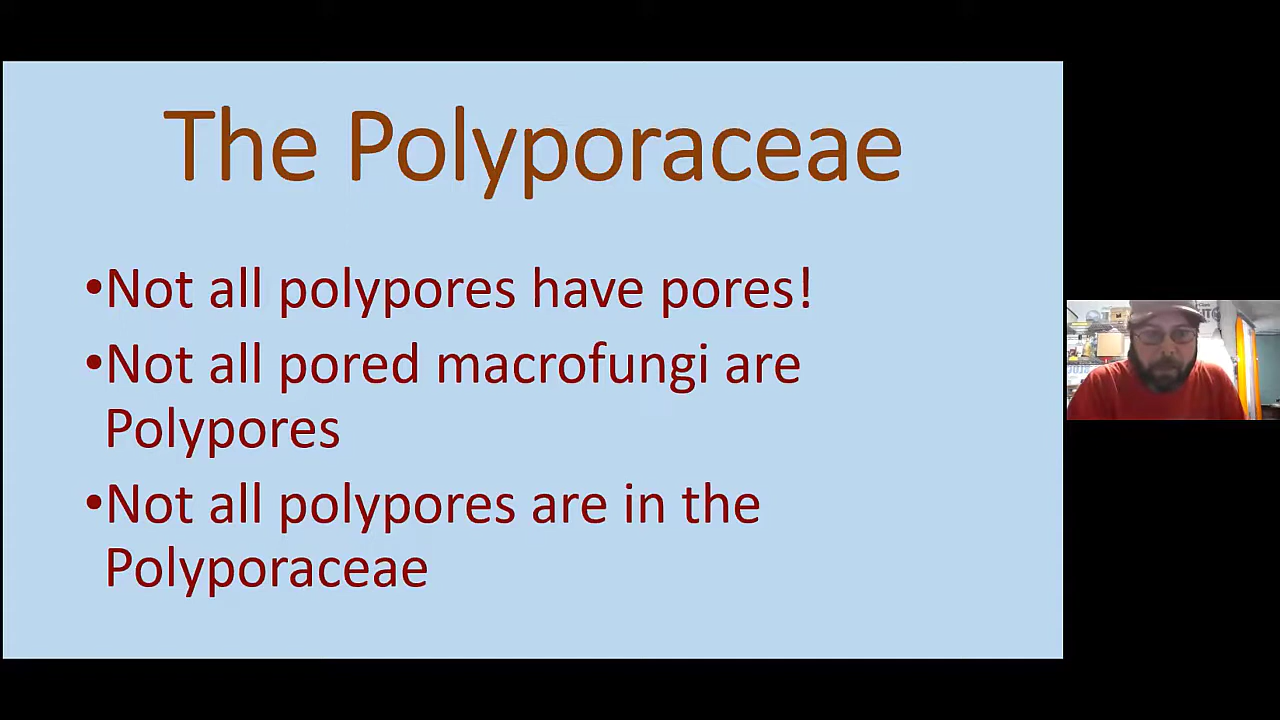 The Polyporaceae
•Not all polypores have pores!
•Not all pored macrofungi are
Polypores
•Not all polypores are in the
Polyporaceae